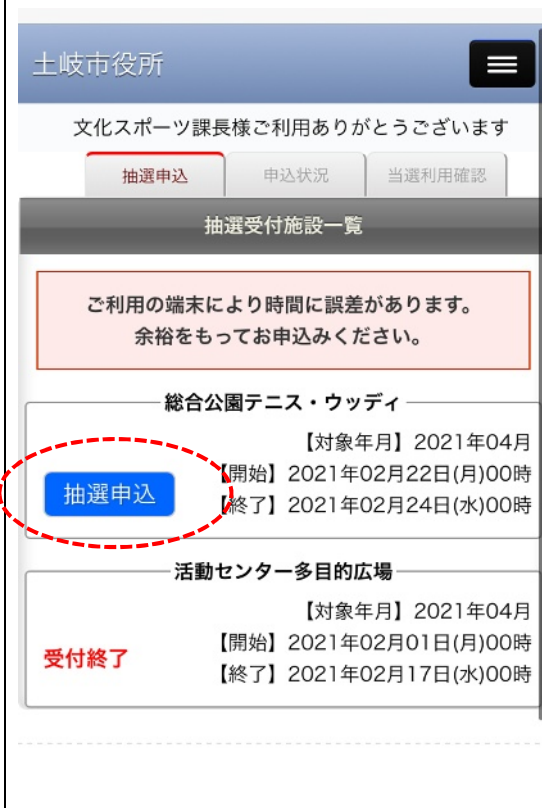 土岐市役所
文化スポーツ課長様ご利用ありがとうございます
抽選申込 申込状況 当選利用確認
抽選受付施設一覧
ご利用の端末により時間に誤差があります。
余裕をもってお申込みください。
総合公園テニス・ウッディ
【対象年月】2021年04月
【開始】2021年02月22日(月)00時
抽選申込
【終了】2021年02月24日(水)00時
活動センター多目的広場
【対象年月】2021年04月
【開始】2021年02月01日(月)00時
受付終了
【終了】2021年02月17日(水)00時